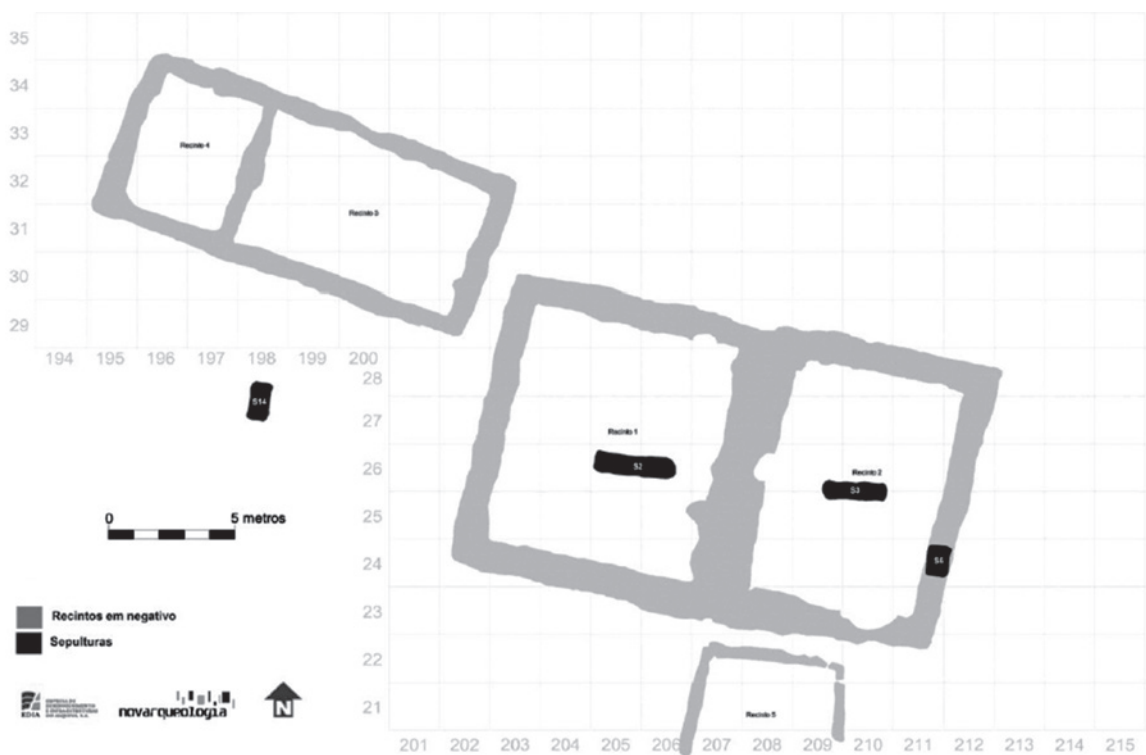 35
34
33
Recinto 4
32
Recinto 3
31
30
29
194 195 196 197 198 199 200
28
S14
27
Recinto 1
26
S2
Recinto 2
S3
0 5 metros
25
24
S6
Recintos em negativo
23
Sepulturas
22
EDIA
novarqueologia
N
21
Recinto 5
201 202 203 204 205 206 207 208 209 210 211 212 213 214 215